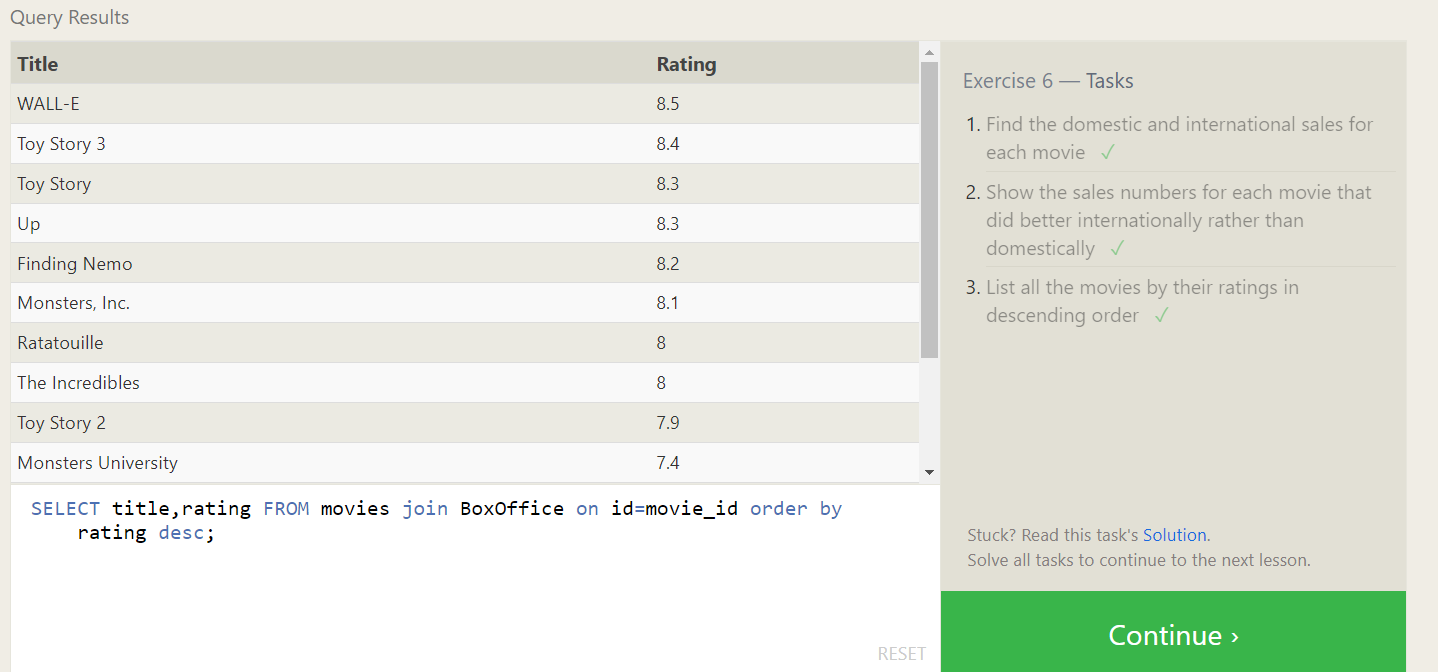 Query Results
Title Rating
WALL-E 8.5
Toy Story 3 8.4
Toy Story 8.3
Up 8.3
Finding Nemo 8.2
Monsters, Inc. 8.1
Ratatouille 8
The Incredibles 8
Toy Story 2 7.9
Monsters University 7.4
SELECT title,rating FROM movies join BoxOffice on id=movie_id order by
rating desc;
RESET
Exercise 6 — Tasks
1. Find the domestic and international sales for
each movie ✓
2. Show the sales numbers for each movie that
did better internationally rather than
domestically ✓
3. List all the movies by their ratings in
descending order ✓
Stuck? Read this task's Solution.
Solve all tasks to continue to the next lesson.
Continue ›